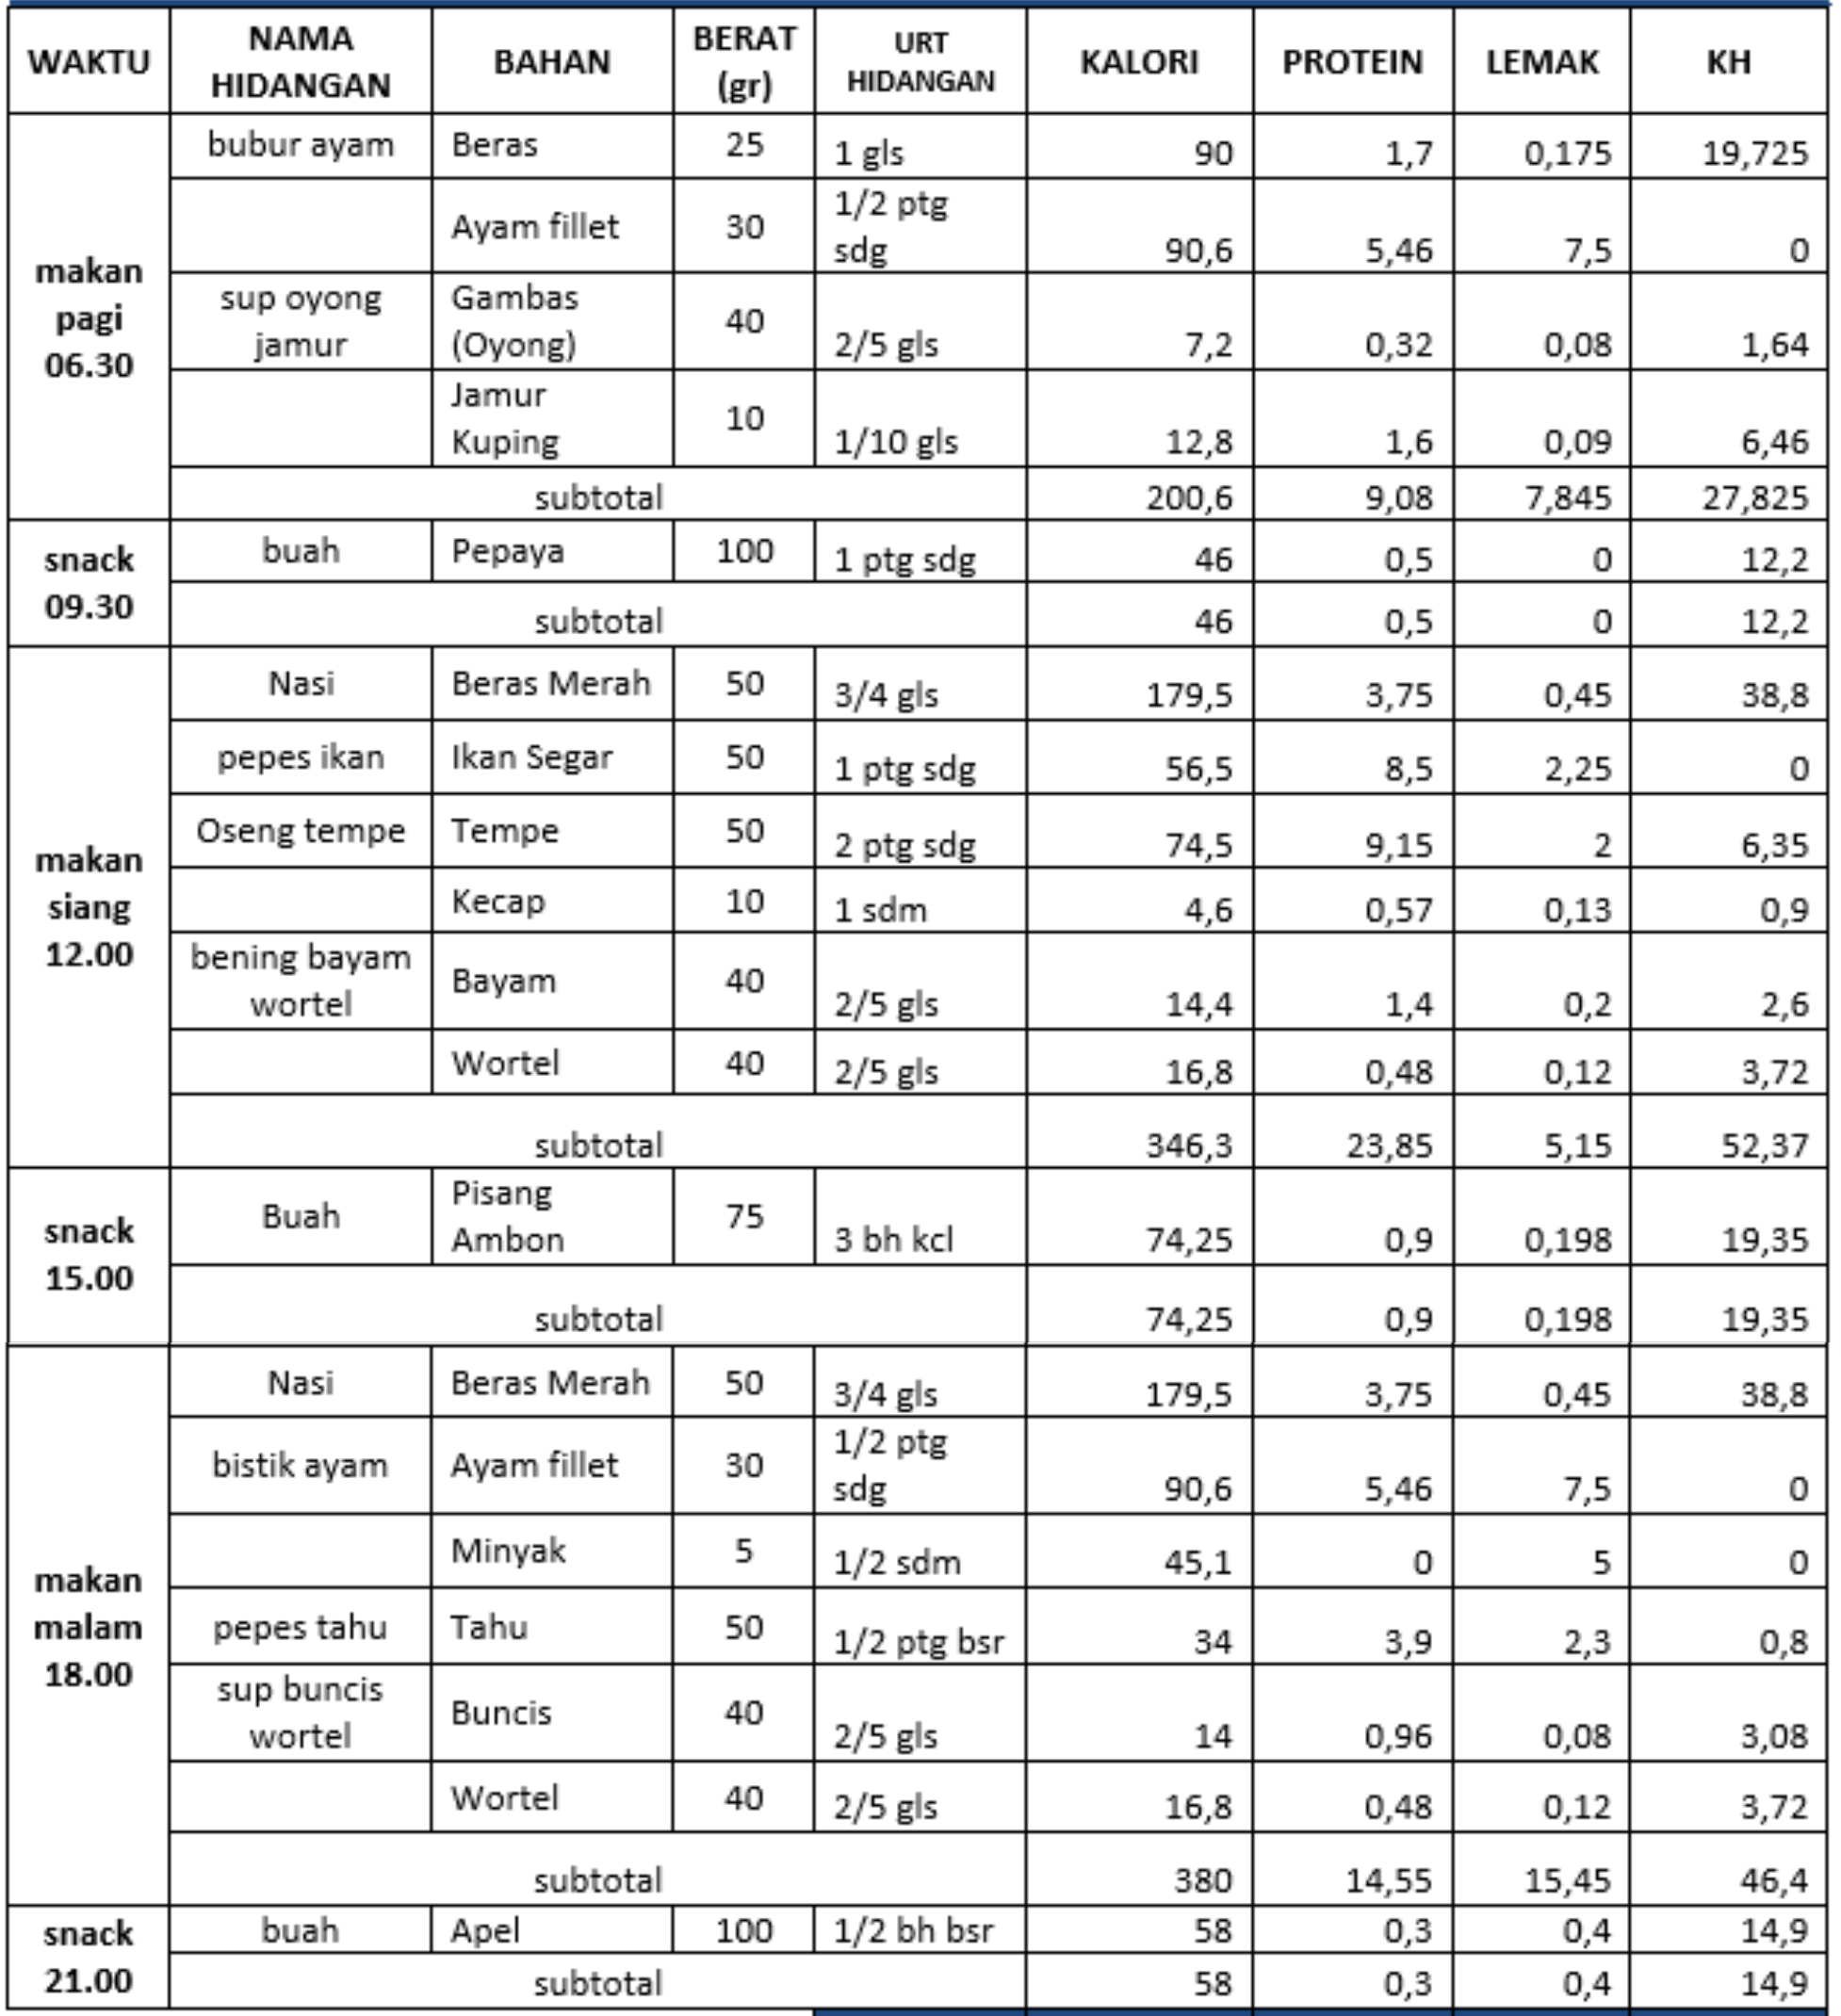 WAKTU NAMA HIDANGAN BAHAN BERAT (gr) URT HIDANGAN KALORI PROTEIN LEMAK KH
makan pagi 06.30
bubur ayam Beras 25 1 gls 90 1,7 0,175 19,725
Ayam fillet 30 1/2 ptg sdg 90,6 5,46 7,5 0
sup oyong jamur Gambas (Oyong) 40 2/5 gls 7,2 0,32 0,08 1,64
Jamur Kuping 10 1/10 gls 12,8 1,6 0,09 6,46
subtotal 200,6 9,08 7,845 27,825
snack 09.30
buah Pepaya 100 1 ptg sdg 46 0,5 0 12,2
subtotal 46 0,5 0 12,2
makan siang 12.00
Nasi Beras Merah 50 3/4 gls 179,5 3,75 0,45 38,8
pepes ikan Ikan Segar 50 1 ptg sdg 56,5 8,5 2,25 0
Oseng tempe Tempe 50 2 ptg sdg 74,5 9,15 2 6,35
Kecap 10 1 sdm 4,6 0,57 0,13 0,9
bening bayam wortel Bayam 40 2/5 gls 14,4 1,4 0,2 2,6
Wortel 40 2/5 gls 16,8 0,48 0,12 3,72
subtotal 346,3 23,85 5,15 52,37
snack 15.00
Buah Pisang Ambon 75 3 bh kcl 74,25 0,9 0,198 19,35
subtotal 74,25 0,9 0,198 19,35
makan malam 18.00
Nasi Beras Merah 50 3/4 gls 179,5 3,75 0,45 38,8
bistik ayam Ayam fillet 30 1/2 ptg sdg 90,6 5,46 7,5 0
Minyak 5 1/2 sdm 45,1 0 5 0
pepes tahu Tahu 50 1/2 ptg bsr 34 3,9 2,3 0,8
sup buncis wortel Buncis 40 2/5 gls 14 0,96 0,08 3,08
Wortel 40 2/5 gls 16,8 0,48 0,12 3,72
subtotal 380 14,55 15,45 46,4
snack 21.00
buah Apel 100 1/2 bh bsr 58 0,3 0,4 14,9
subtotal 58 0,3 0,4 14,9